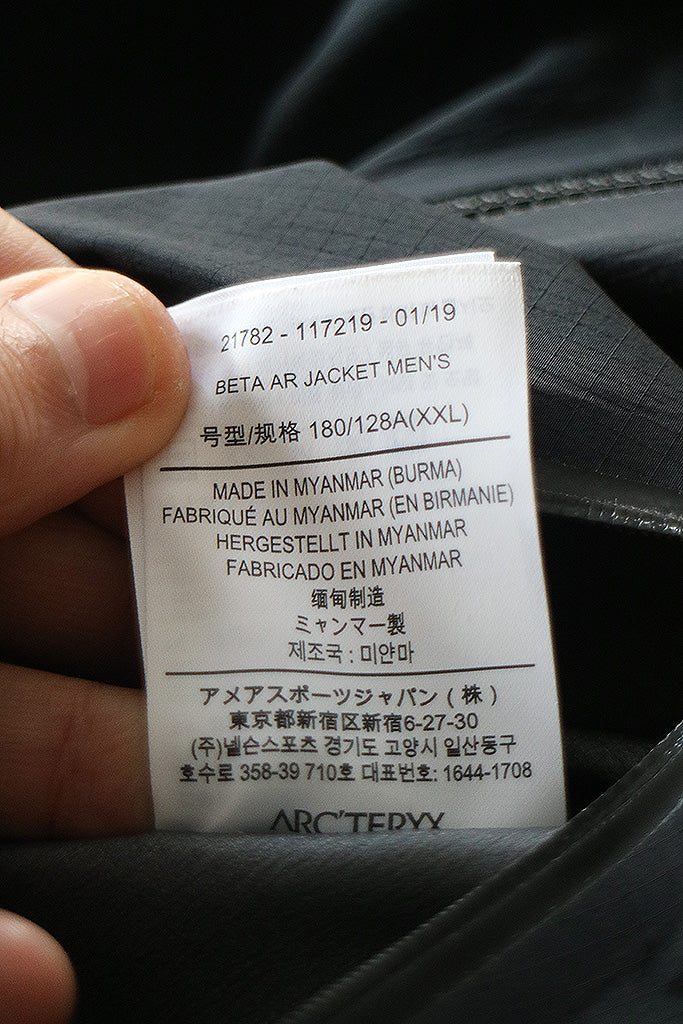 21782 - 117219 - 01/19
BETA AR JACKET MEN'S
号型/规格 180/128A(XXL)
MADE IN MYANMAR (BURMA)
FABRIQUÉ AU MYANMAR (EN BIRMANIE)
HERGESTELLT IN MYANMAR
FABRICADO EN MYANMAR
缅甸制造
ミャンマー製
제조국 : 미얀마
アメアスポーツジャパン ( 株 )
東京都新宿区新宿6-27-30
(주)넬슨스포츠 경기도 고양시 일산동구
호수로 358-39 710호 대표번호: 1644-1708
ARC'TERYX